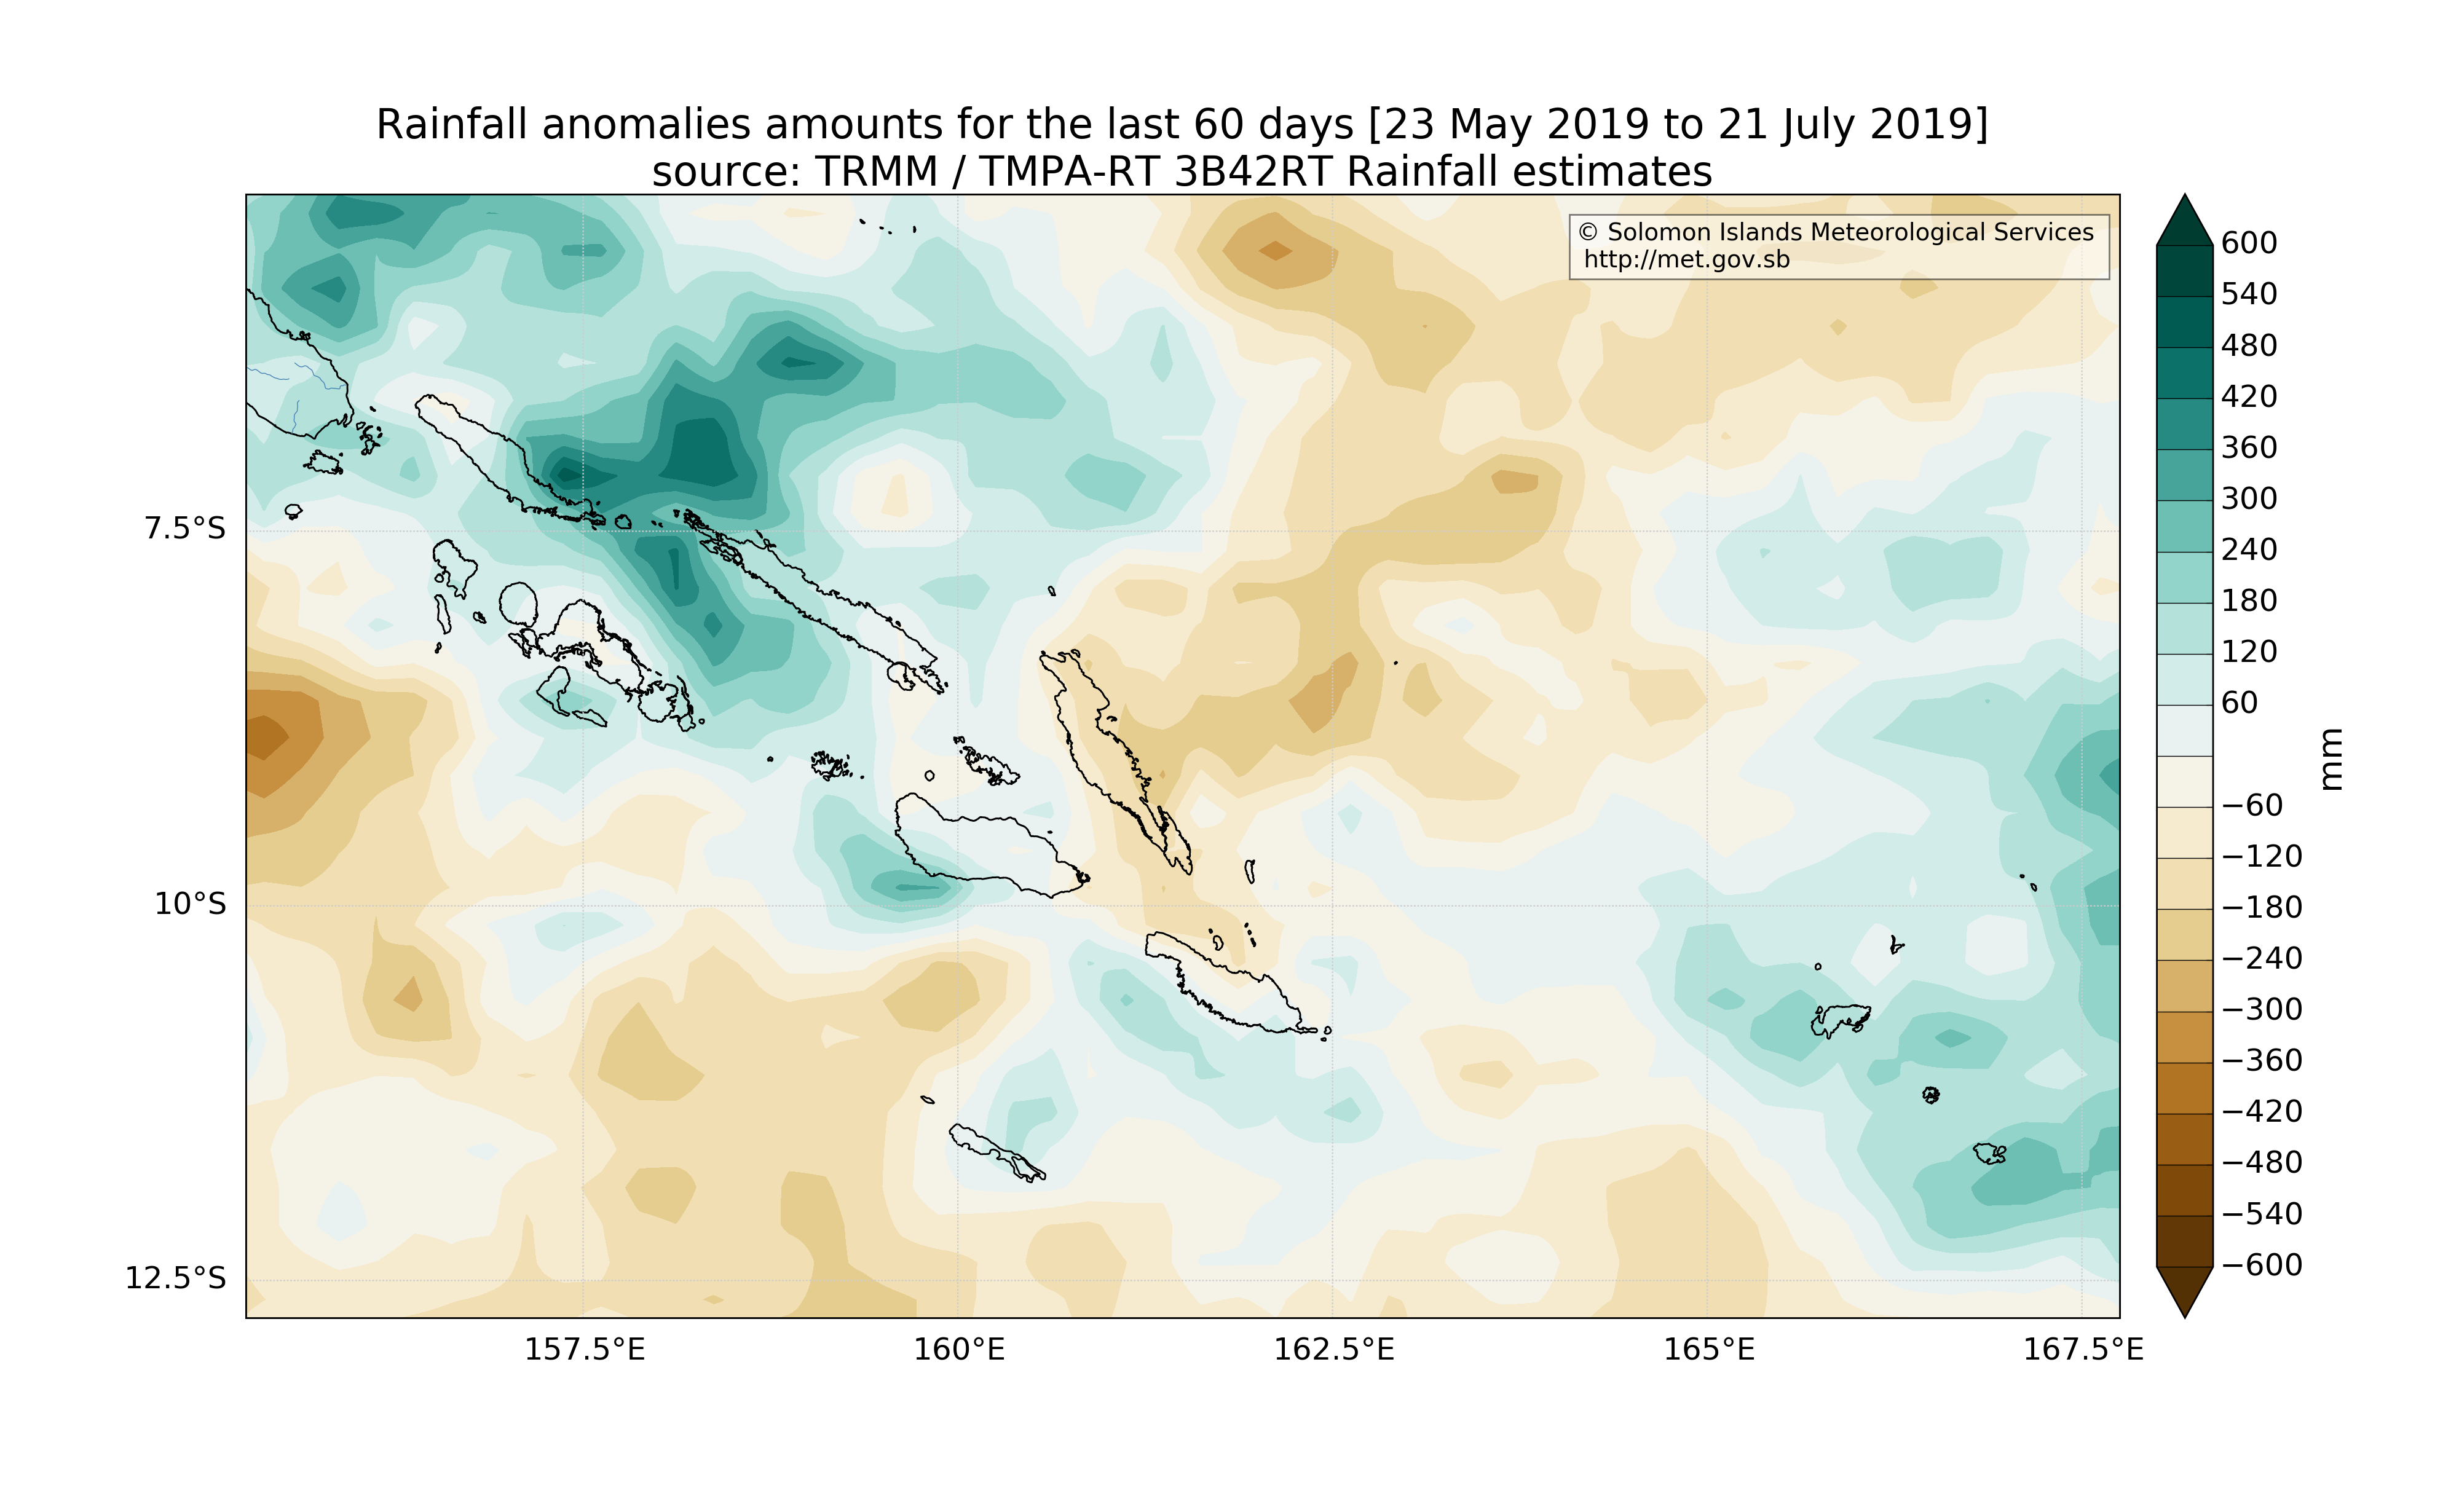 Rainfall anomalies amounts for the last 60 days [23 May 2019 to 21 July 2019]
source: TRMM / TMPA-RT 3B42RT Rainfall estimates
© Solomon Islands Meteorological Services
http://met.gov.sb
7.5°S
10°S
12.5°S
157.5°E
160°E
162.5°E
165°E
167.5°E
600
540
480
420
360
300
240
180
120
60
−60
−120
−180
−240
−300
−360
−420
−480
−540
−600
mm